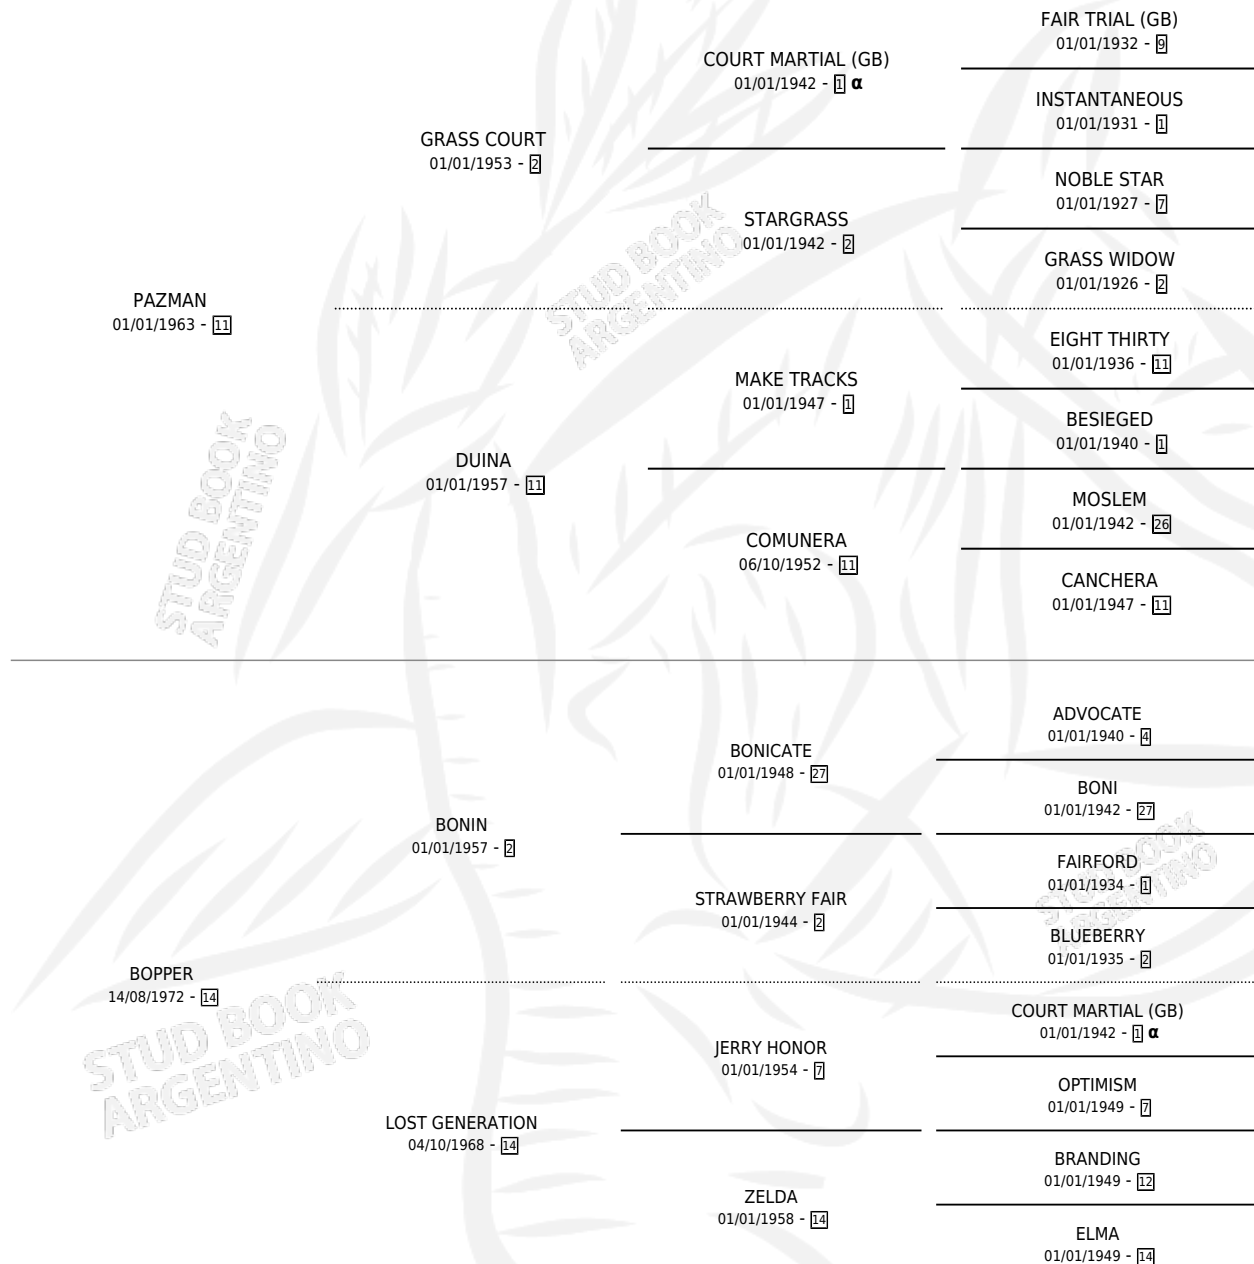 FAIR TRIAL (GB)
01/01/1932 - 9
COURT MARTIAL (GB)
01/01/1942 - 1 α
INSTANTANEOUS
01/01/1931 - 1
GRASS COURT
01/01/1953 - 2
NOBLE STAR
01/01/1927 - 7
STARGRASS
01/01/1942 - 2
GRASS WIDOW
01/01/1926 - 2
STUD BOOK
ARGENTINO
PAZMAN
01/01/1963 - 11
EIGHT THIRTY
01/01/1936 - 11
MAKE TRACKS
01/01/1947 - 1
BESIEGED
01/01/1940 - 1
DUINA
01/01/1957 - 11
MOSLEM
01/01/1942 - 26
COMUNERA
06/10/1952 - 11
CANCHERA
01/01/1947 - 11
STUD BOOK
ARGENTINO
ADVOCATE
01/01/1940 - 4
BONICATE
01/01/1948 - 27
BONI
01/01/1942 - 27
BONIN
01/01/1957 - 2
FAIRFORD
01/01/1934 - 1
STRAWBERRY FAIR
01/01/1944 - 2
BLUEBERRY
01/01/1935 - 2
STUD BOOK
ARGENTINO
BOPPER
14/08/1972 - 14
COURT MARTIAL (GB)
01/01/1942 - 1 α
JERRY HONOR
01/01/1954 - 7
OPTIMISM
01/01/1949 - 7
STUD BOOK
ARGENTINO
LOST GENERATION
04/10/1968 - 14
BRANDING
01/01/1949 - 12
ZELDA
01/01/1958 - 14
ELMA
01/01/1949 - 14